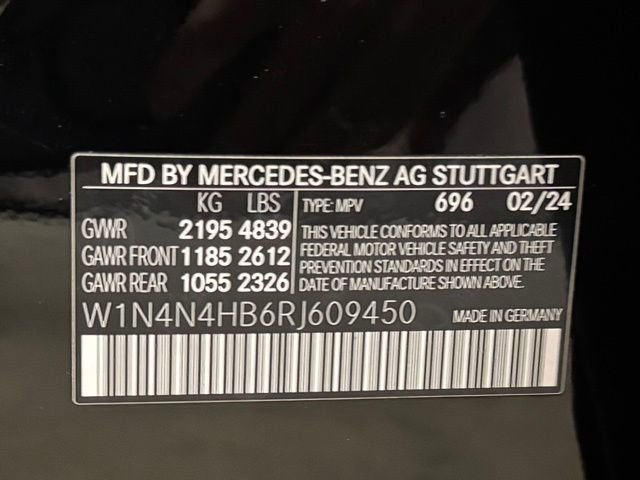 MFD BY MERCEDES-BENZ AG STUTTGART
KG LBS TYPE: MPV 696 02/24
GVWR 2195 4839
GAWR FRONT 1185 2612
GAWR REAR 1055 2326
THIS VEHICLE CONFORMS TO ALL APPLICABLE
FEDERAL MOTOR VEHICLE SAFETY AND THEFT
PREVENTION STANDARDS IN EFFECT ON THE
DATE OF MANUFACTURE SHOWN ABOVE.
W1N4N4HB6RJ609450 MADE IN GERMANY